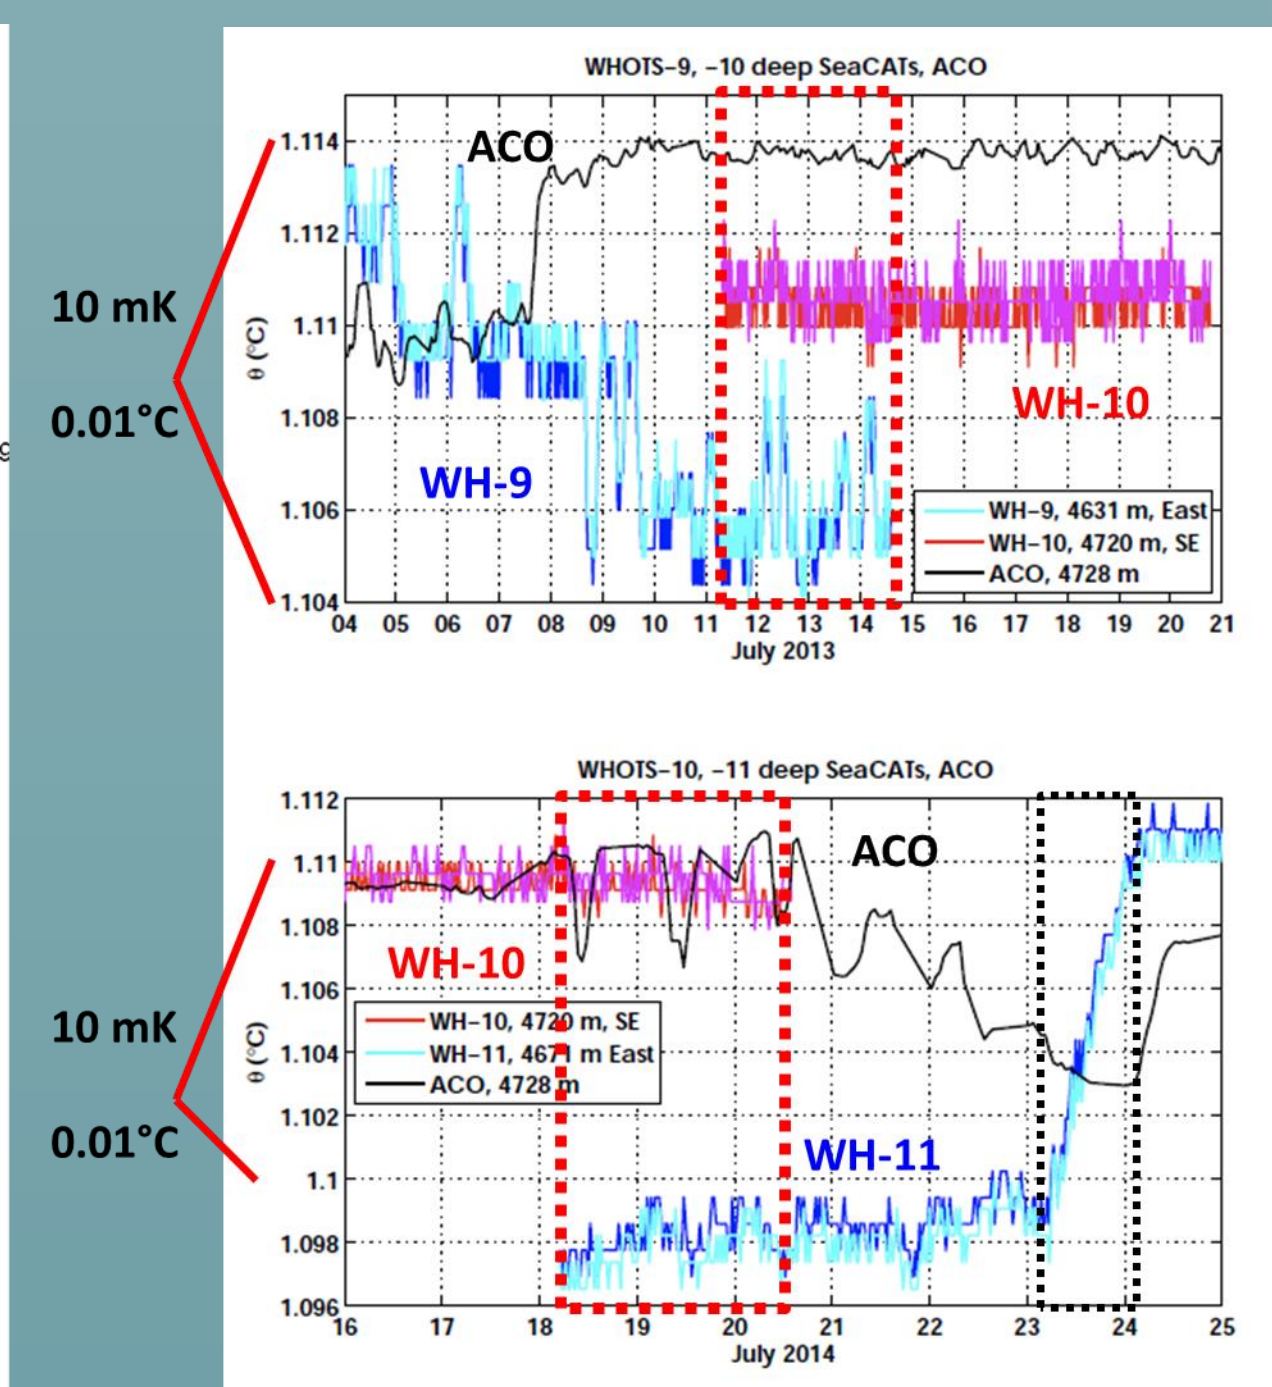 WHOTS−9, −10 deep SeaCATs, ACO
1.114
1.112
1.11
1.108
1.106
1.104
θ (°C)
ACO
WH-9
WH-10
WH−9, 4631 m, East
WH−10, 4720 m, SE
ACO, 4728 m
04 05 06 07 08 09 10 11 12 13 14 15 16 17 18 19 20 21
July 2013
10 mK
0.01°C
g
WHOTS−10, −11 deep SeaCATs, ACO
1.112
1.11
1.108
1.106
1.104
1.102
1.1
1.098
1.096
θ (°C)
ACO
WH-10
WH−10, 4720 m, SE
WH−11, 4671 m East
ACO, 4728 m
WH-11
16 17 18 19 20 21 22 23 24 25
July 2014
10 mK
0.01°C